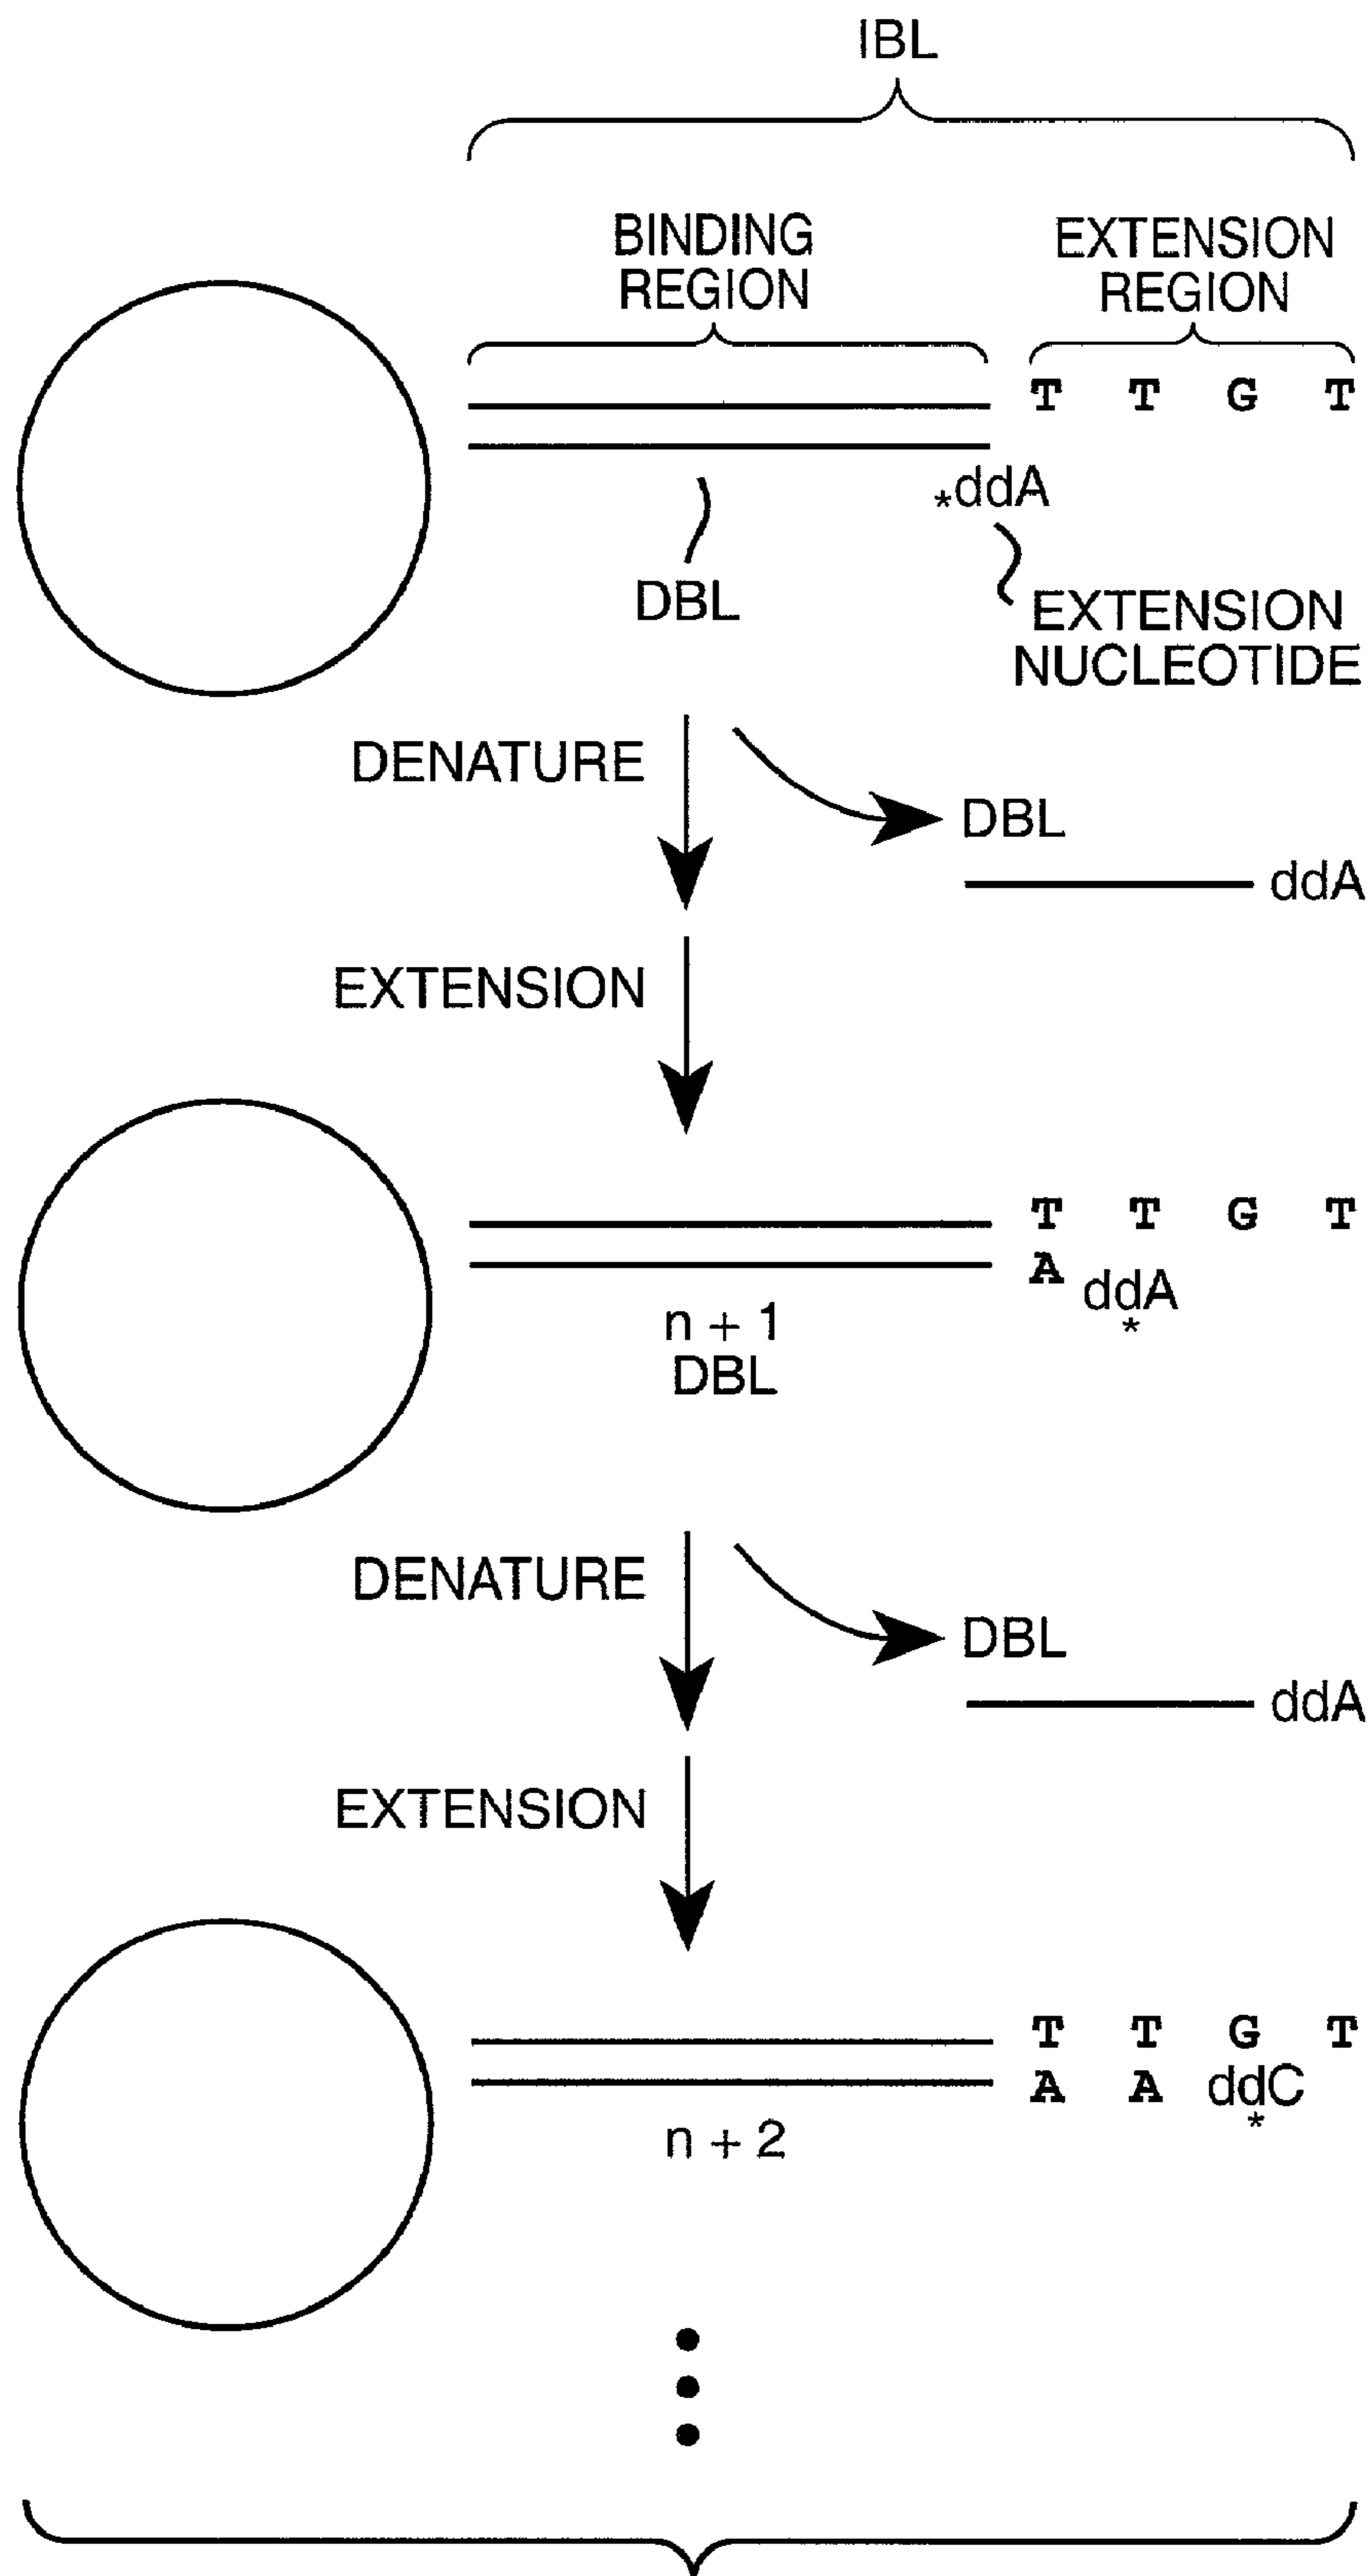 IBL
BINDING
REGION
EXTENSION
REGION
T T G T
*ddA
DBL
EXTENSION
NUCLEOTIDE
DENATURE
DBL
ddA
EXTENSION
T T G T
A ddA
*
n + 1
DBL
DENATURE
DBL
ddA
EXTENSION
T T G T
A A ddC
*
n + 2